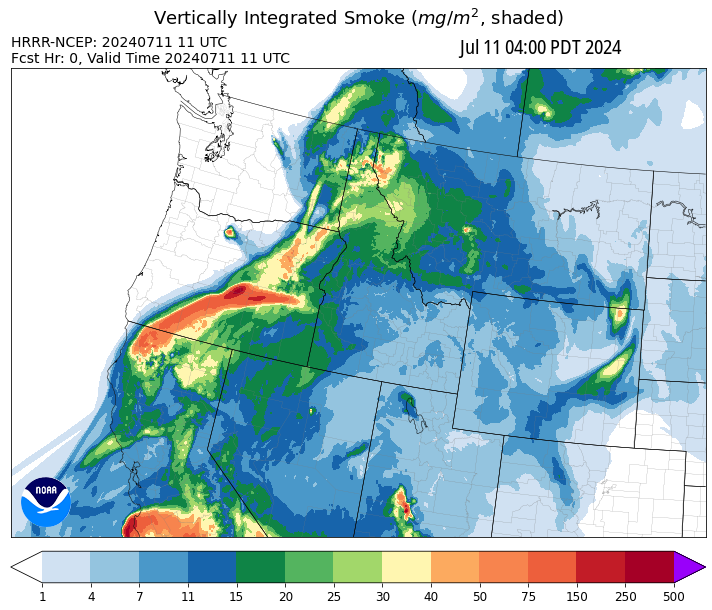 Vertically Integrated Smoke (mg/m², shaded)
HRRR-NCEP: 20240711 11 UTC
Jul 11 04:00 PDT 2024
Fcst Hr: 0, Valid Time 20240711 11 UTC
NOAA
1 4 7 11 15 20 25 30 40 50 75 150 250 500